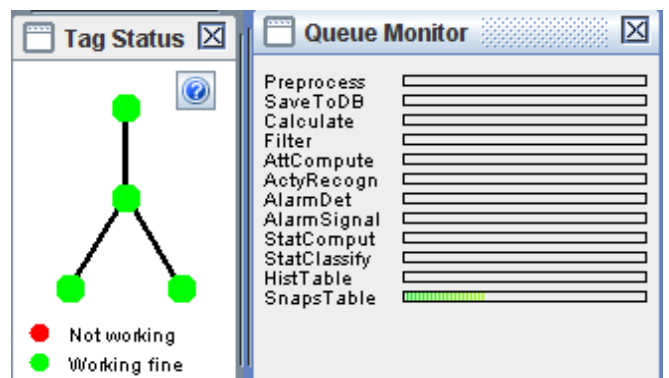 Tag Status
Not working
Working fine
Queue Monitor
Preprocess
SaveToDB
Calculate
Filter
AttCompute
ActyRecogn
AlarmDet
AlarmSignal
StatComput
StatClassify
HistTable
SnapsTable